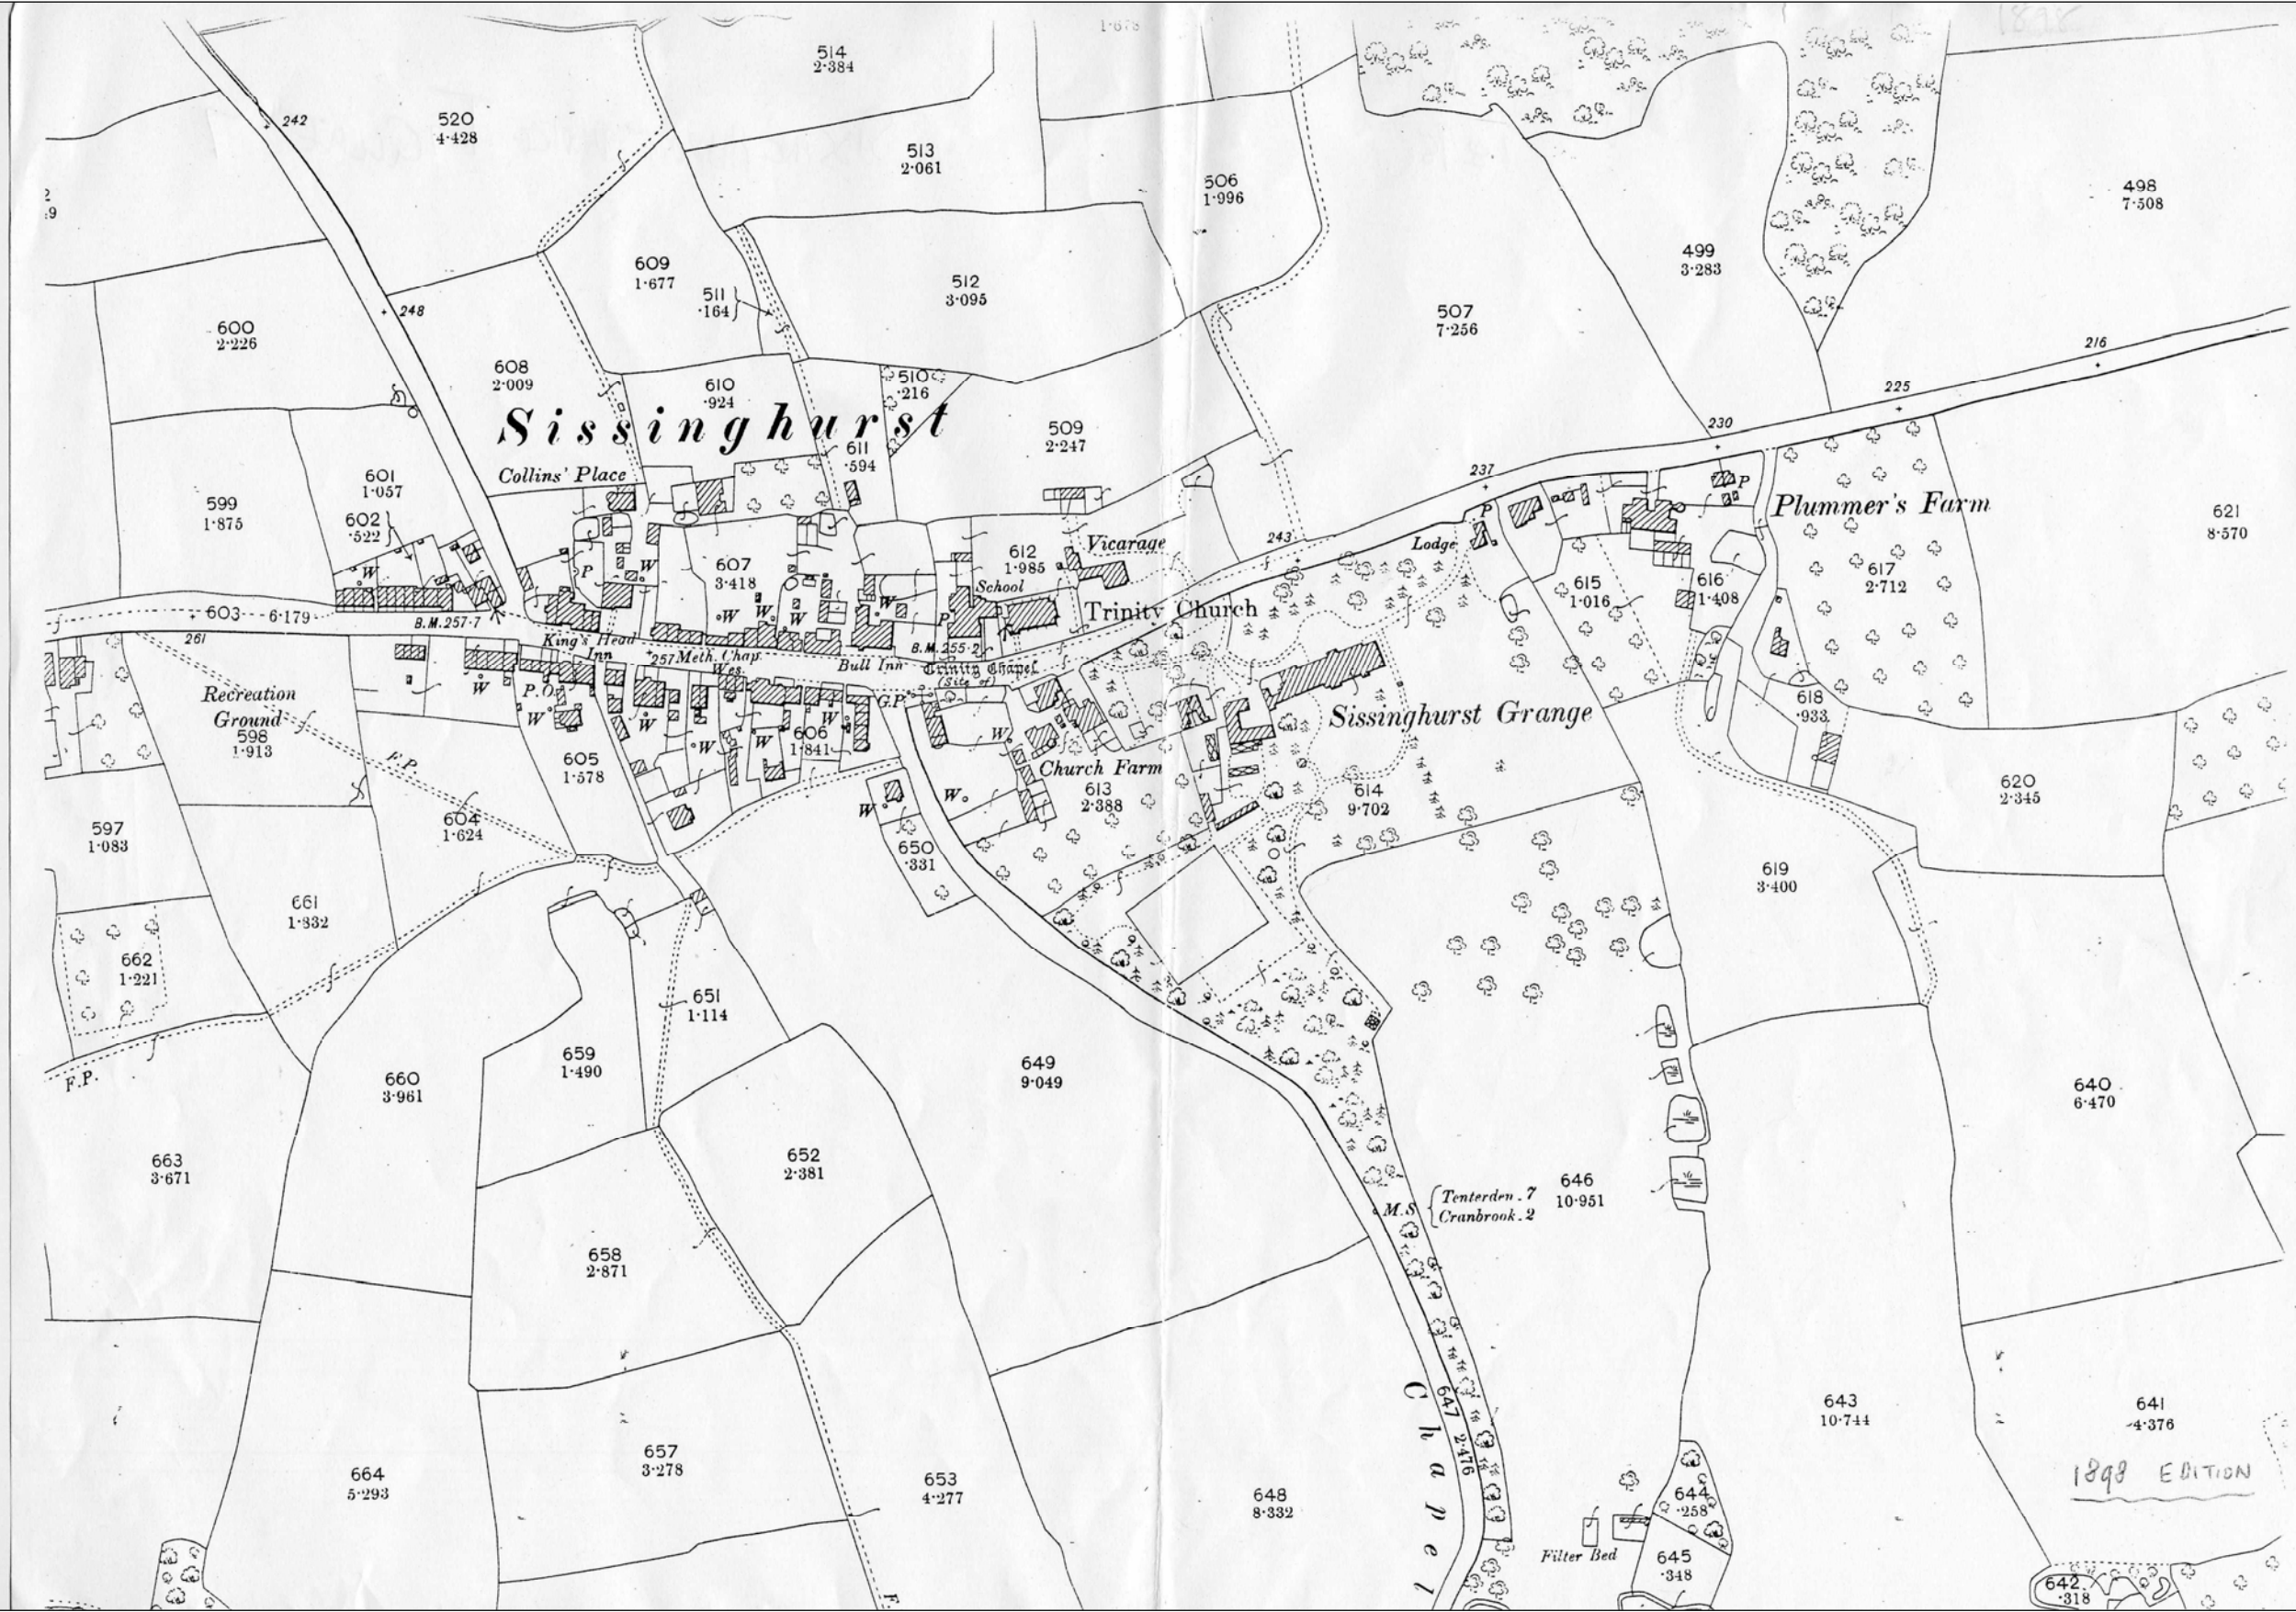 1898
1·678
514
2·384
520
4·428
242
513
2·061
506
1·996
498
7·508
499
3·283
609
1·677
511
·164
512
3·095
248
507
7·256
600
2·226
608
2·009
610
·924
510
·216
216
225
230
Sissinghurst
509
2·247
611
·594
237
Collins' Place
601
1·057
599
1·875
602
·522
P
Plummer's Farm
621
8·570
P
243
Lodge
Vicarage
612
1·985
607
3·418
W
P
W
School
617
2·712
615
1·016
616
1·408
603 6·179
B.M.257·7
W
W
W
W
P
Trinity Church
261
King's Head
Inn
257
Meth. Chap.
Wes.
Bull Inn
B.M.255·2
Trinity Chapel
(Site of)
Recreation
Ground
598
1·913
W
P.O.
W
W
W
W
W
G.P.
W
606
1·841
Sissinghurst Grange
618
·933
F.P.
605
1·578
Church Farm
613
2·388
614
9·702
620
2·345
W
W
597
1·083
604
1·624
650
·331
619
3·400
661
1·832
662
1·221
651
1·114
659
1·490
649
9·049
F.P.
660
3·961
640
6·470
663
3·671
652
2·381
646
10·951
M.S
Tenterden . 7
Cranbrook . 2
658
2·871
647 2·476
643
10·744
641
4·376
657
3·278
664
5·293
653
4·277
648
8·332
Chapel
1898 EDITION
644
·258
Filter Bed
645
·348
642
·318
F.